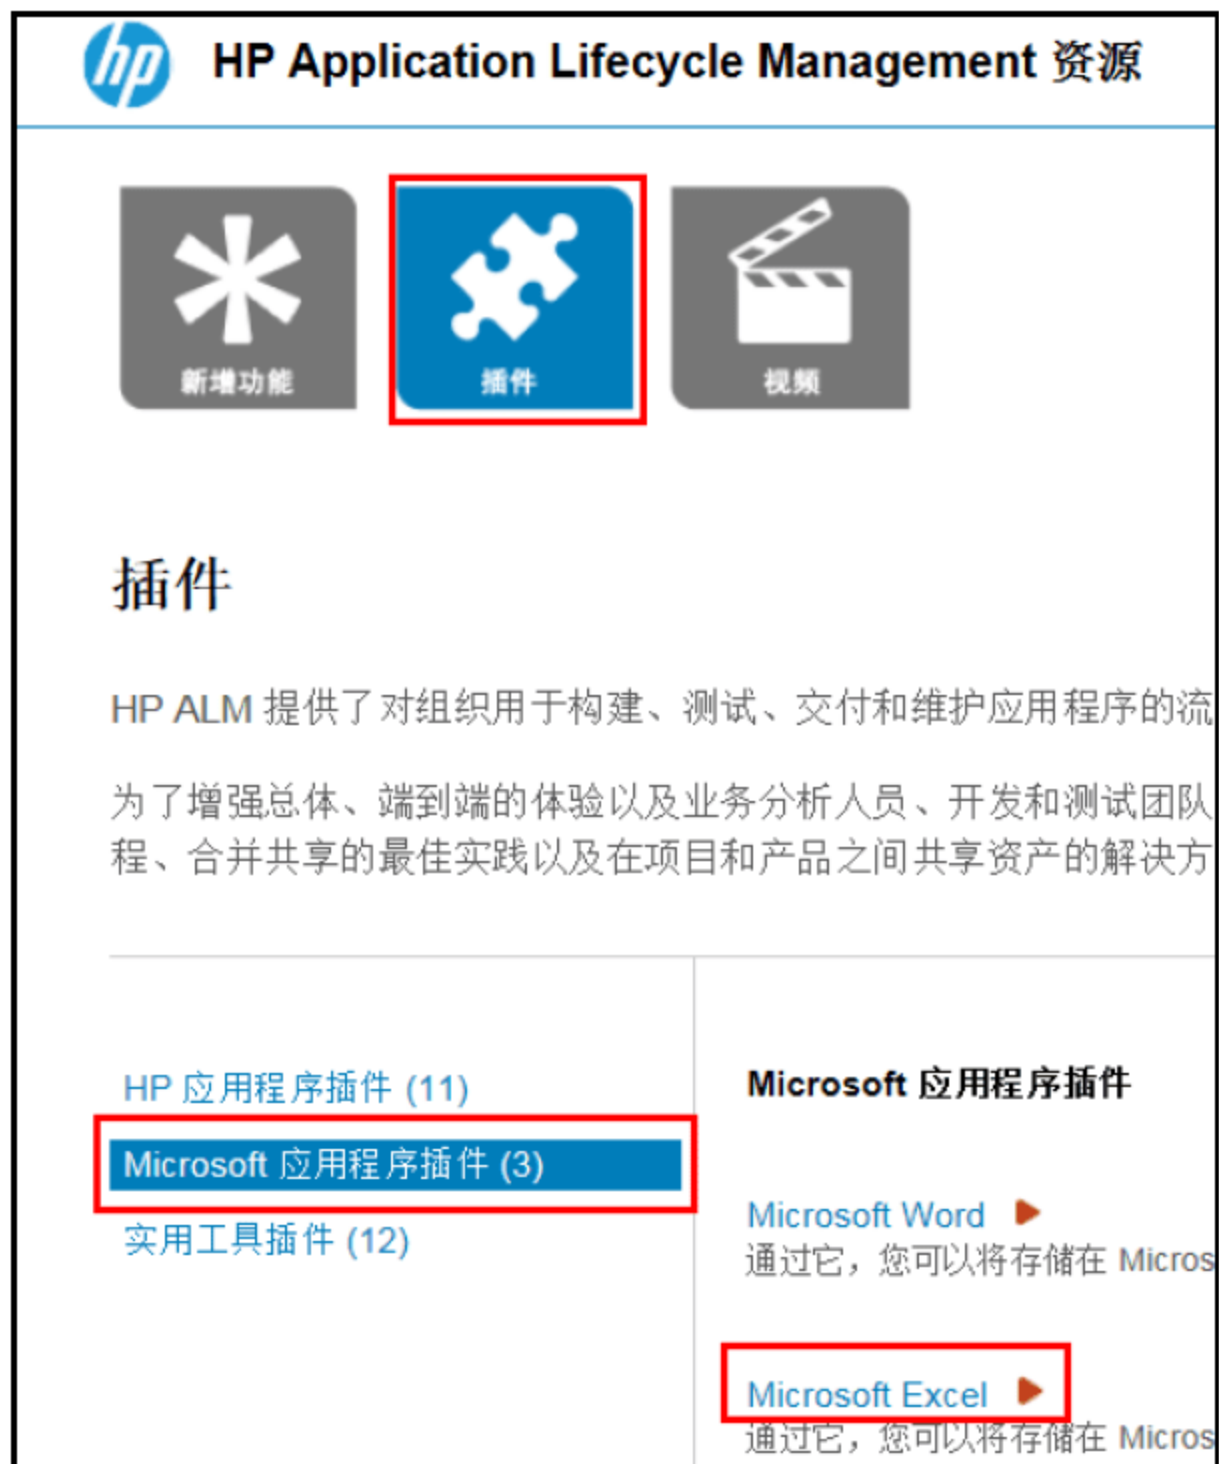 hp
HP Application Lifecycle Management 资源
新增功能
插件
视频
插件
HP ALM 提供了对组织用于构建、测试、交付和维护应用程序的流
为了增强总体、端到端的体验以及业务分析人员、开发和测试团队
程、合并共享的最佳实践以及在项目和产品之间共享资产的解决方
HP 应用程序插件 (11)
Microsoft 应用程序插件 (3)
实用工具插件 (12)
Microsoft 应用程序插件
Microsoft Word
通过它，您可以将存储在 Micros
Microsoft Excel
通过它，您可以将存储在 Micros